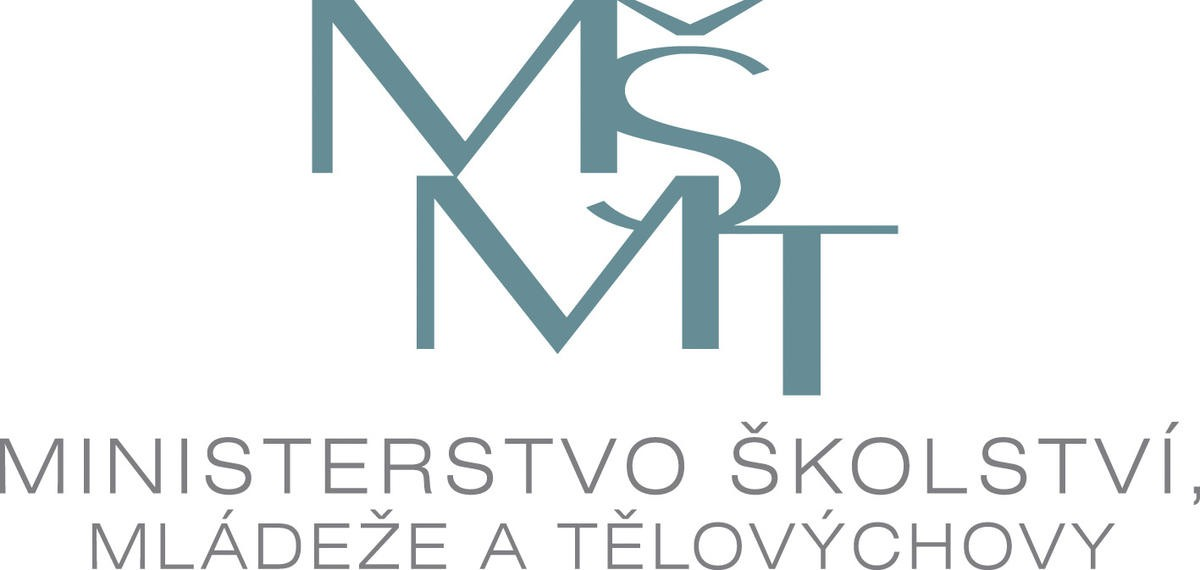 MŠ
MT
MINISTERSTVO ŠKOLSTVÍ,
MLÁDEŽE A TĚLOVÝCHOVY